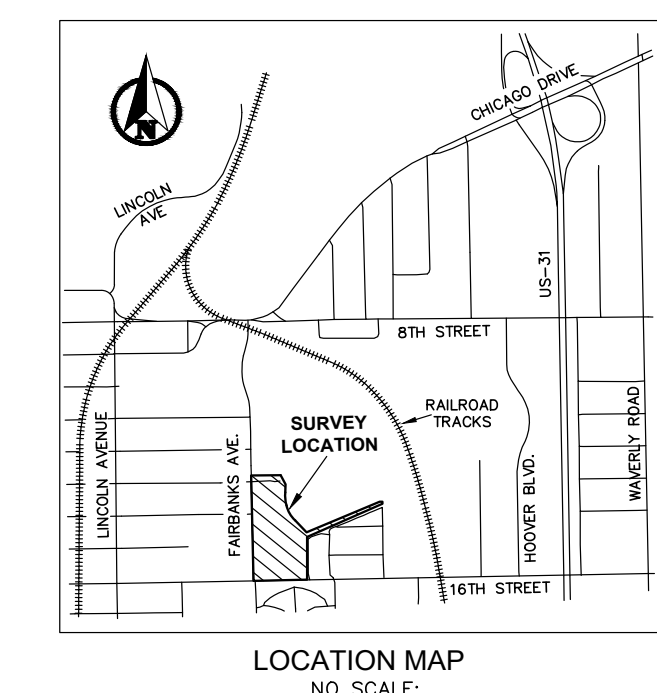 N
CHICAGO DRIVE
LINCOLN
AVE
US-31
8TH STREET
RAILROAD
TRACKS
SURVEY
LOCATION
LINCOLN AVENUE
FAIRBANKS AVE.
HOOVER BLVD.
WAVERLY ROAD
16TH STREET
LOCATION MAP
NO SCALE: